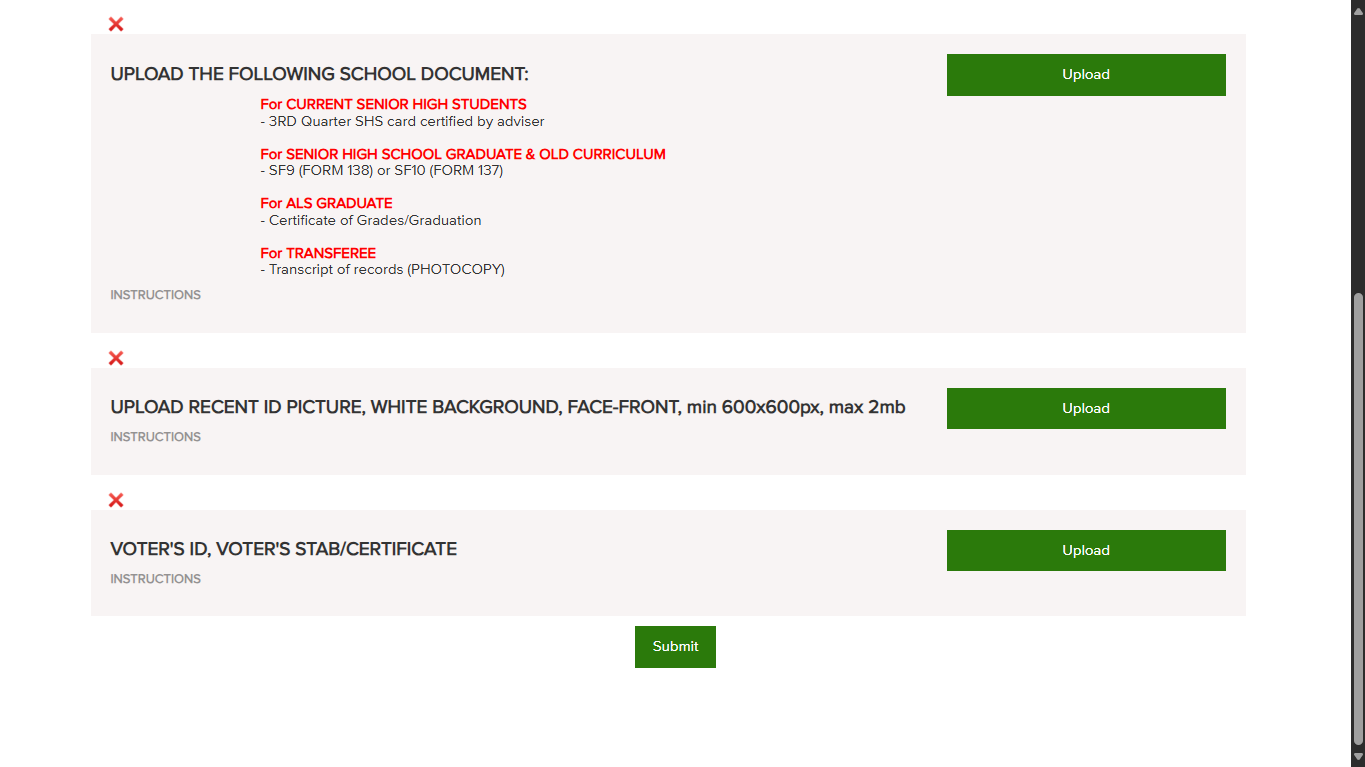 UPLOAD THE FOLLOWING SCHOOL DOCUMENT:
Upload
For CURRENT SENIOR HIGH STUDENTS
- 3RD Quarter SHS card certified by adviser
For SENIOR HIGH SCHOOL GRADUATE & OLD CURRICULUM
- SF9 (FORM 138) or SF10 (FORM 137)
For ALS GRADUATE
- Certificate of Grades/Graduation
For TRANSFEREE
- Transcript of records (PHOTOCOPY)
INSTRUCTIONS
UPLOAD RECENT ID PICTURE, WHITE BACKGROUND, FACE-FRONT, min 600x600px, max 2mb
Upload
INSTRUCTIONS
VOTER'S ID, VOTER'S STAB/CERTIFICATE
Upload
INSTRUCTIONS
Submit